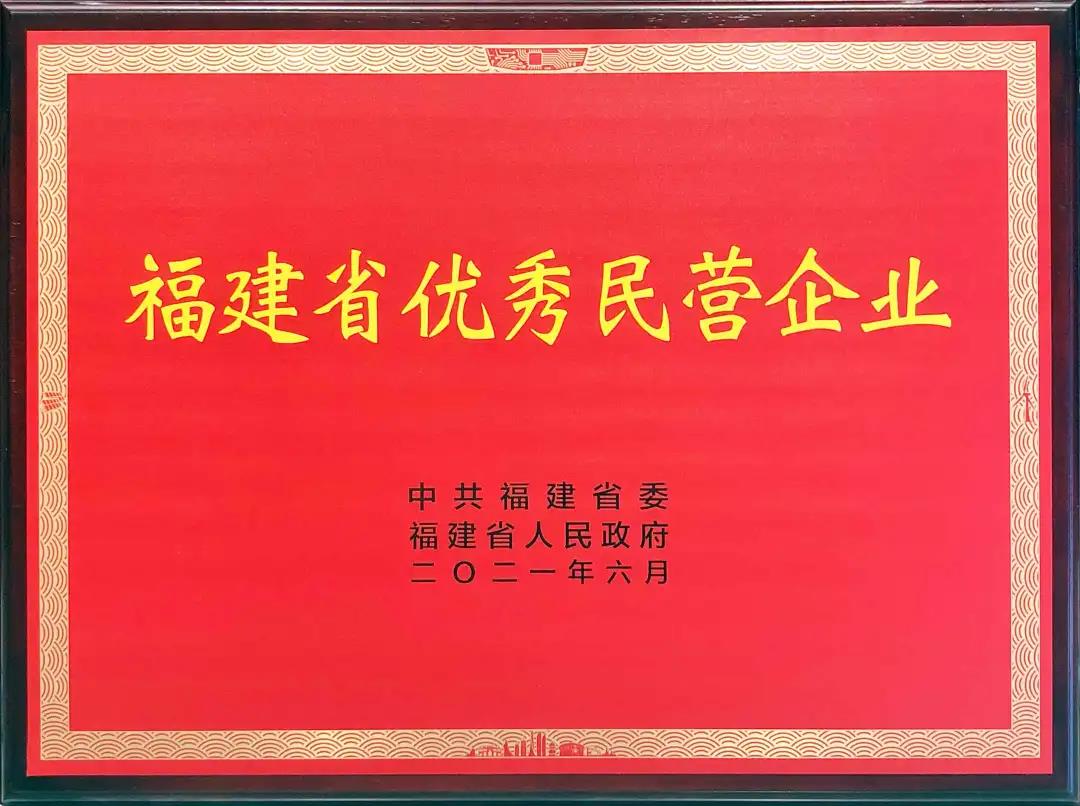 福建省优秀民营企业
中共福建省委
福建省人民政府
二〇二一年六月